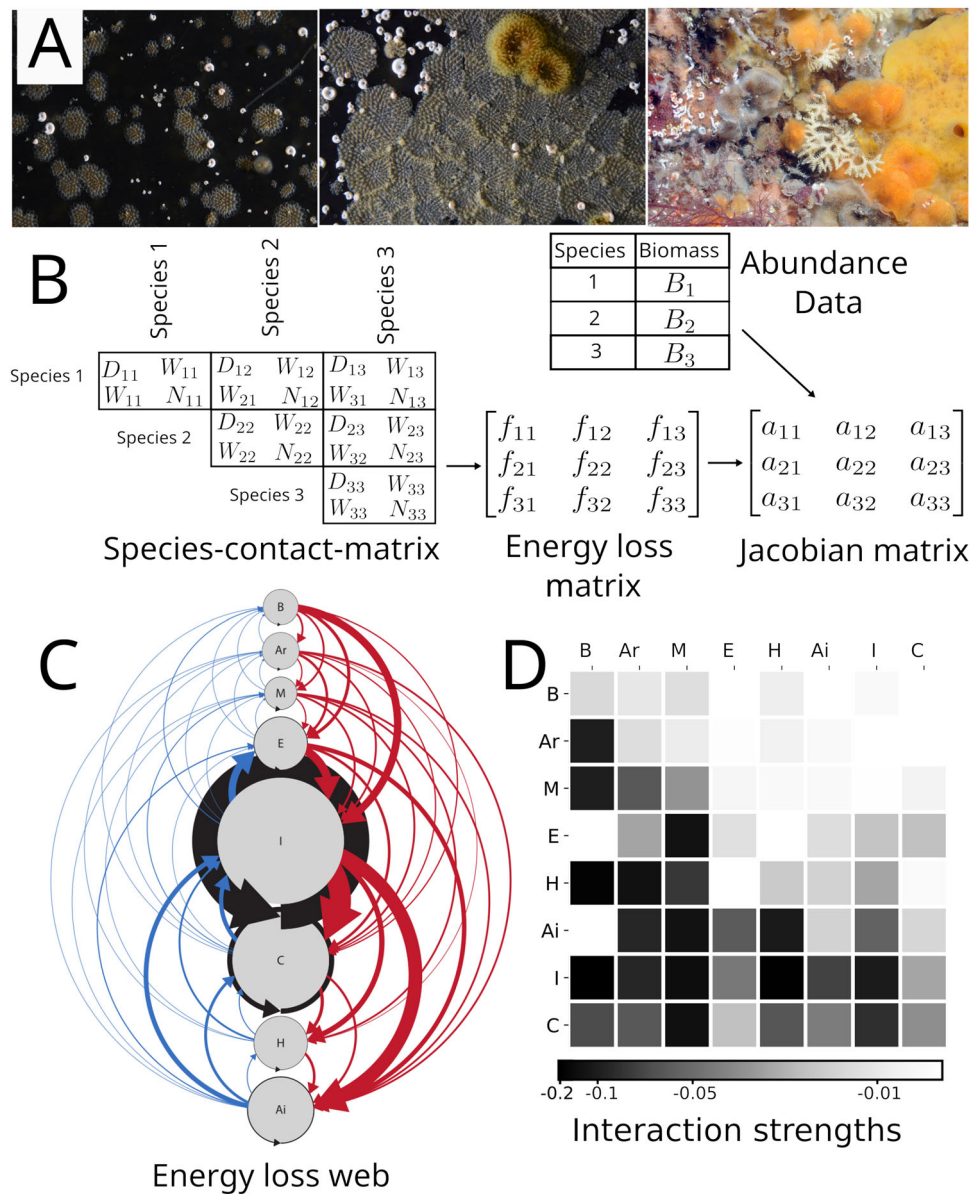 A
B
Species 1
Species 2
Species 3
Species Biomass
1 B₁
2 B₂
3 B₃
Abundance
Data
Species 1
D₁₁ W₁₁ D₁₂ W₁₂ D₁₃ W₁₃
W₁₁ N₁₁ W₂₁ N₁₂ W₃₁ N₁₃
Species 2
D₂₂ W₂₂ D₂₃ W₂₃
W₂₂ N₂₂ W₃₂ N₂₃
Species 3
D₃₃ W₃₃
W₃₃ N₃₃
Species-contact-matrix
f₁₁ f₁₂ f₁₃
f₂₁ f₂₂ f₂₃
f₃₁ f₃₂ f₃₃
Energy loss
matrix
a₁₁ a₁₂ a₁₃
a₂₁ a₂₂ a₂₃
a₃₁ a₃₂ a₃₃
Jacobian matrix
C
B
Ar
M
E
I
C
H
Ai
Energy loss web
D
B Ar M E H Ai I C
B
Ar
M
E
H
Ai
I
C
-0.2 -0.1 -0.05 -0.01
Interaction strengths